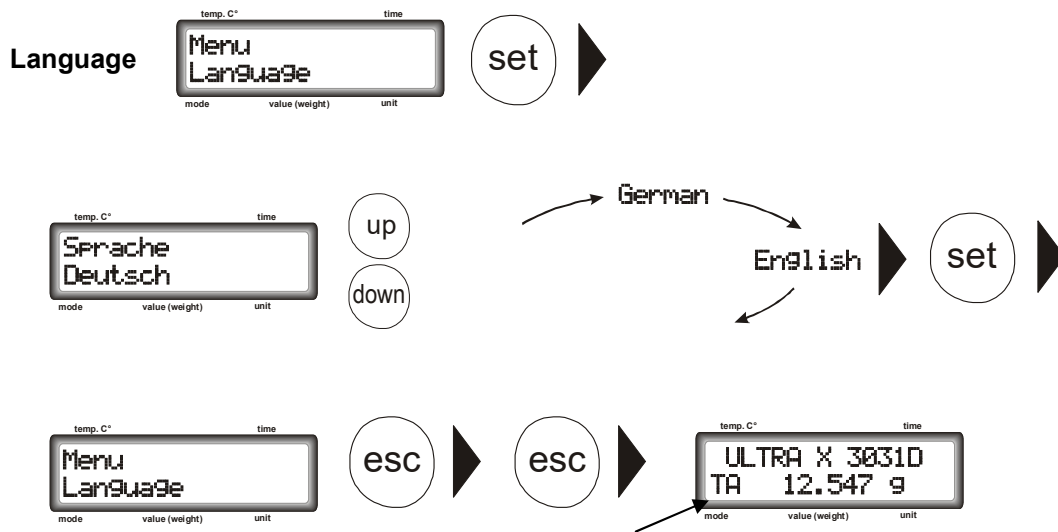 temp. C° time
Language
Menu
Language
mode value (weight) unit
set
German
temp. C° time
Sprache
Deutsch
mode value (weight) unit
up
down
English
set
temp. C° time
Menu
Language
mode value (weight) unit
esc
esc
temp. C° time
ULTRA X 3031D
TA 12.547 g
mode value (weight) unit